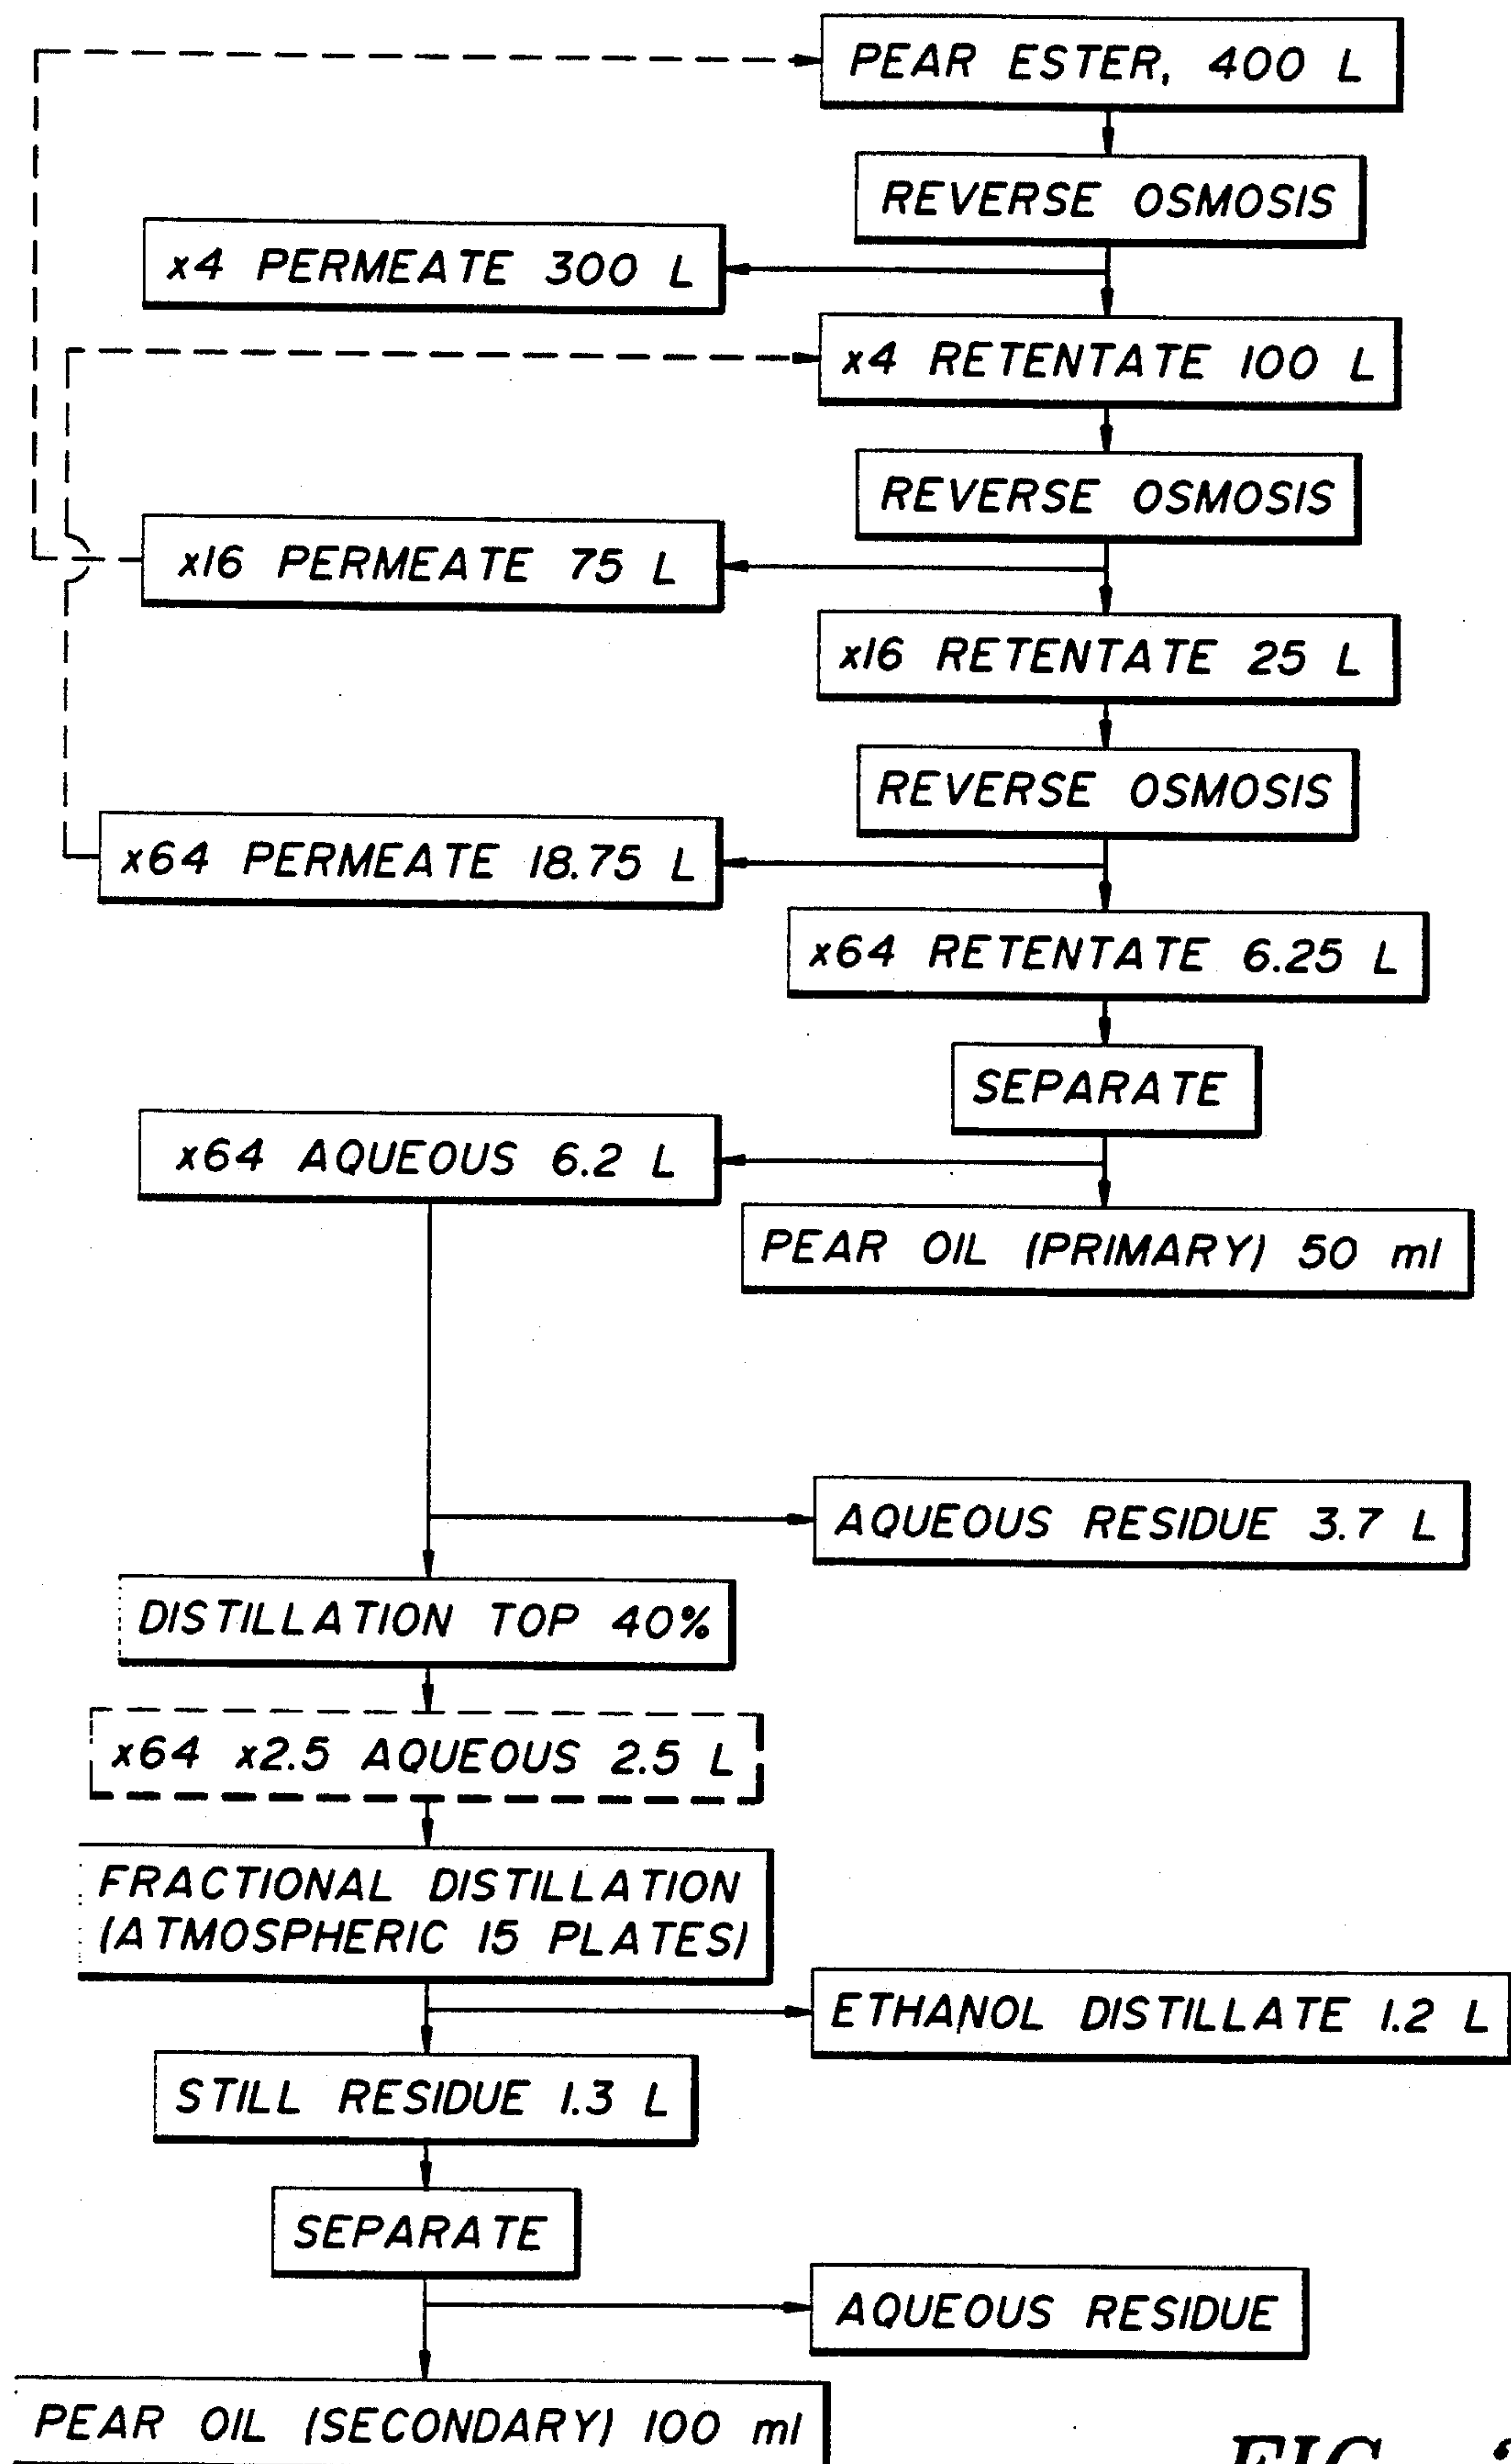 PEAR ESTER, 400 L
REVERSE OSMOSIS
x4 PERMEATE 300 L
x4 RETENTATE 100 L
REVERSE OSMOSIS
x16 PERMEATE 75 L
x16 RETENTATE 25 L
REVERSE OSMOSIS
x64 PERMEATE 18.75 L
x64 RETENTATE 6.25 L
SEPARATE
x64 AQUEOUS 6.2 L
PEAR OIL (PRIMARY) 50 ml
AQUEOUS RESIDUE 3.7 L
DISTILLATION TOP 40%
x64 x2.5 AQUEOUS 2.5 L
FRACTIONAL DISTILLATION
(ATMOSPHERIC 15 PLATES)
ETHANOL DISTILLATE 1.2 L
STILL RESIDUE 1.3 L
SEPARATE
AQUEOUS RESIDUE
PEAR OIL (SECONDARY) 100 ml
FIG.